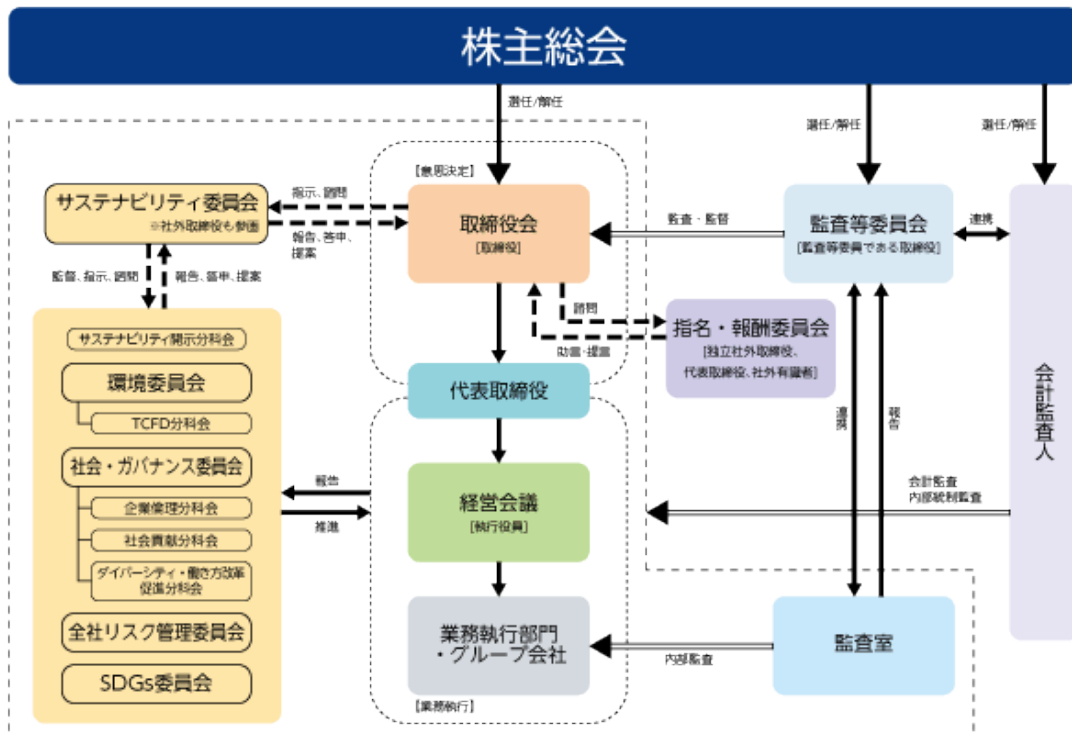 株主総会
選任/解任
選任/解任
選任/解任
【意思決定】
サステナビリティ委員会
※社外取締役も参画
指示、諮問
報告、答申、
提案
取締役会
[取締役]
監査・監督
監査等委員会
[監査等委員である取締役]
連携
監督、指示、諮問
報告、答申、提案
諮問
助言・提言
指名・報酬委員会
[独立社外取締役、
代表取締役、社外有識者]
会計監査人
サステナビリティ開示分科会
環境委員会
TCFD分科会
社会・ガバナンス委員会
企業倫理分科会
社会貢献分科会
ダイバーシティ・働き方改革
促進分科会
全社リスク管理委員会
SDGs委員会
代表取締役
連携
報告
報告
推進
経営会議
[執行役員]
会計監査
内部統制監査
業務執行部門
・グループ会社
内部監査
監査室
【業務執行】